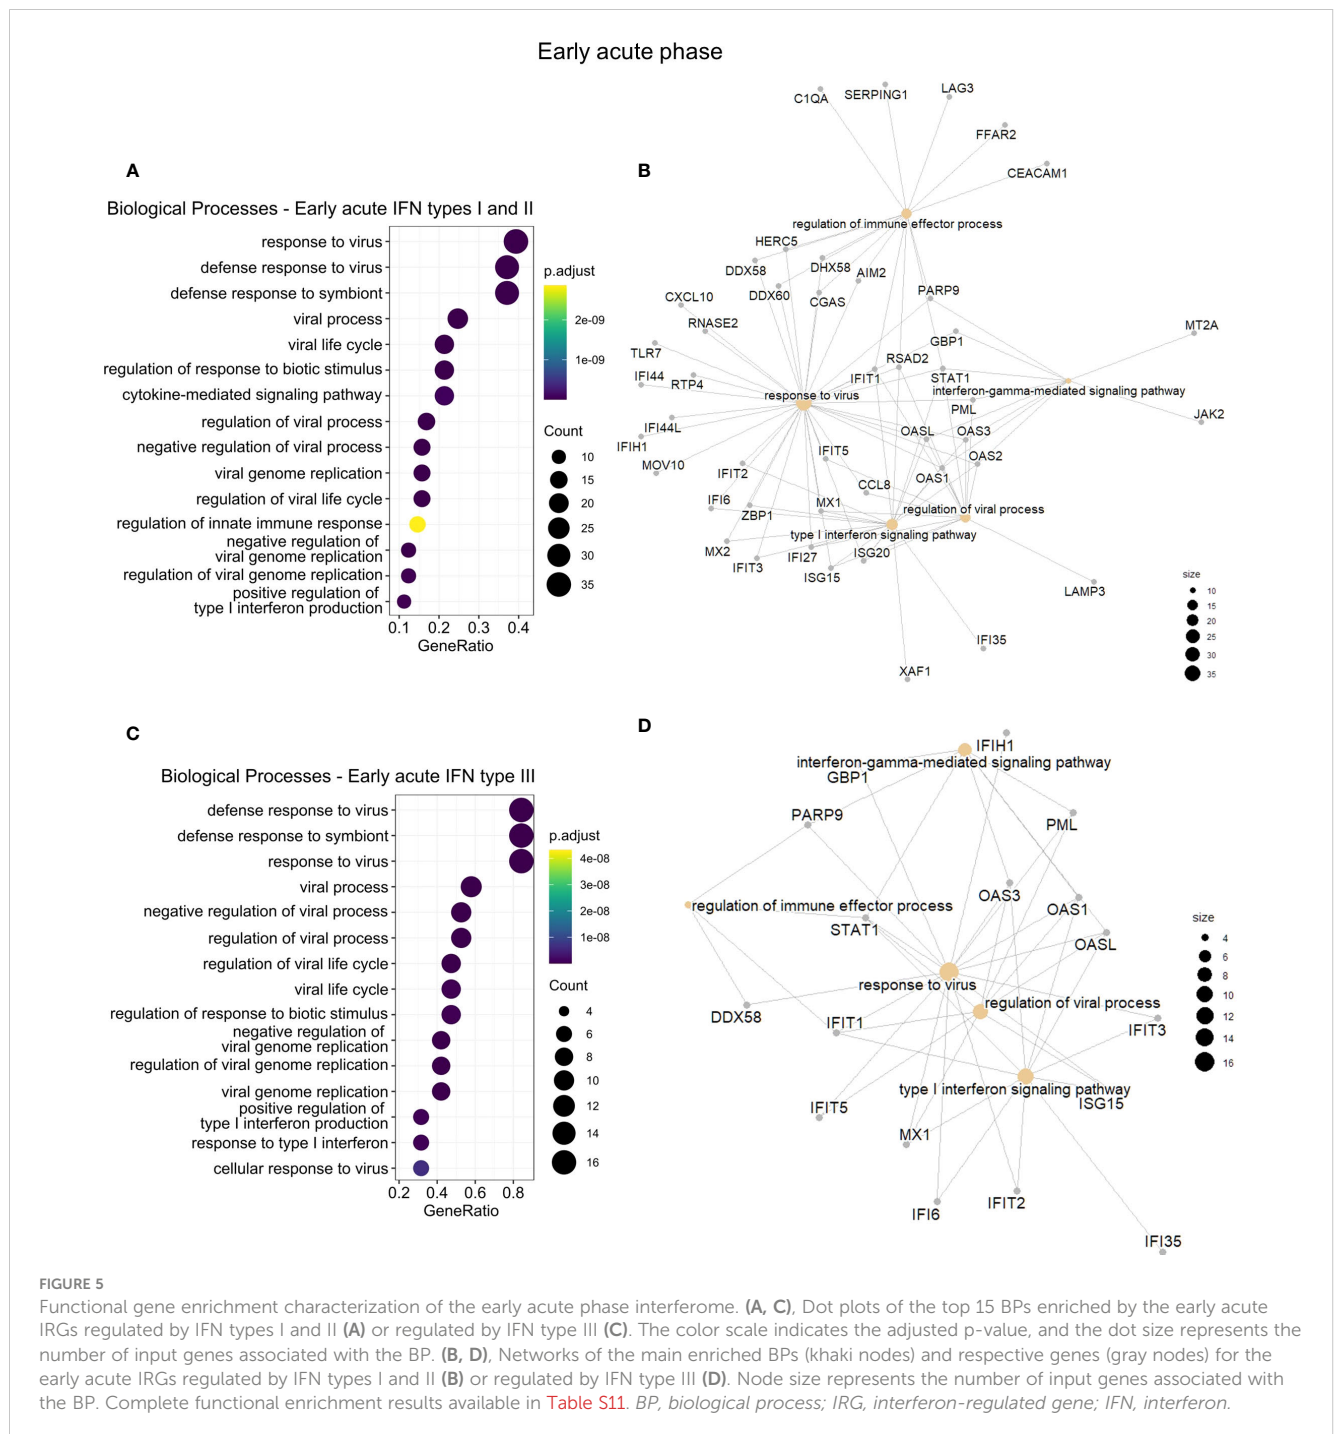 Early acute phase
A
Biological Processes - Early acute IFN types I and II
response to virus
defense response to virus
defense response to symbiont
viral process
viral life cycle
regulation of response to biotic stimulus
cytokine-mediated signaling pathway
regulation of viral process
negative regulation of viral process
viral genome replication
regulation of viral life cycle
regulation of innate immune response
negative regulation of
viral genome replication
regulation of viral genome replication
positive regulation of
type I interferon production
0.1 0.2 0.3 0.4
GeneRatio
p.adjust
2e-09
1e-09
Count
10
15
20
25
30
35
B
C1QA
SERPING1
LAG3
FFAR2
CEACAM1
regulation of immune effector process
HERC5
DDX58
DHX58
AIM2
DDX60
CGAS
PARP9
CXCL10
RNASE2
MT2A
GBP1
TLR7
RSAD2
IFI44
RTP4
IFIT1
STAT1
response to virus
interferon-gamma-mediated signaling pathway
PML
JAK2
IFI44L
OASL
OAS3
IFIH1
IFIT5
OAS2
MOV10
IFIT2
OAS1
CCL8
IFI6
MX1
ZBP1
regulation of viral process
type I interferon signaling pathway
MX2
IFIT3
IFI27
ISG20
ISG15
LAMP3
IFI35
XAF1
size
10
15
20
25
30
35
C
Biological Processes - Early acute IFN type III
defense response to virus
defense response to symbiont
response to virus
viral process
negative regulation of viral process
regulation of viral process
regulation of viral life cycle
viral life cycle
regulation of response to biotic stimulus
negative regulation of
viral genome replication
regulation of viral genome replication
viral genome replication
positive regulation of
type I interferon production
response to type I interferon
cellular response to virus
0.2 0.4 0.6 0.8
GeneRatio
p.adjust
4e-08
3e-08
2e-08
1e-08
Count
4
6
8
10
12
14
16
D
IFIH1
interferon-gamma-mediated signaling pathway
GBP1
PARP9
PML
OAS3
regulation of immune effector process
OAS1
STAT1
OASL
response to virus
regulation of viral process
DDX58
IFIT1
IFIT3
type I interferon signaling pathway
IFIT5
ISG15
MX1
IFI6
IFIT2
IFI35
size
4
6
8
10
12
14
16
FIGURE 5
Functional gene enrichment characterization of the early acute phase interferome. (A, C), Dot plots of the top 15 BPs enriched by the early acute
IRGs regulated by IFN types I and II (A) or regulated by IFN type III (C). The color scale indicates the adjusted p-value, and the dot size represents the
number of input genes associated with the BP. (B, D), Networks of the main enriched BPs (khaki nodes) and respective genes (gray nodes) for the
early acute IRGs regulated by IFN types I and II (B) or regulated by IFN type III (D). Node size represents the number of input genes associated with
the BP. Complete functional enrichment results available in Table S11. BP, biological process; IRG, interferon-regulated gene; IFN, interferon.